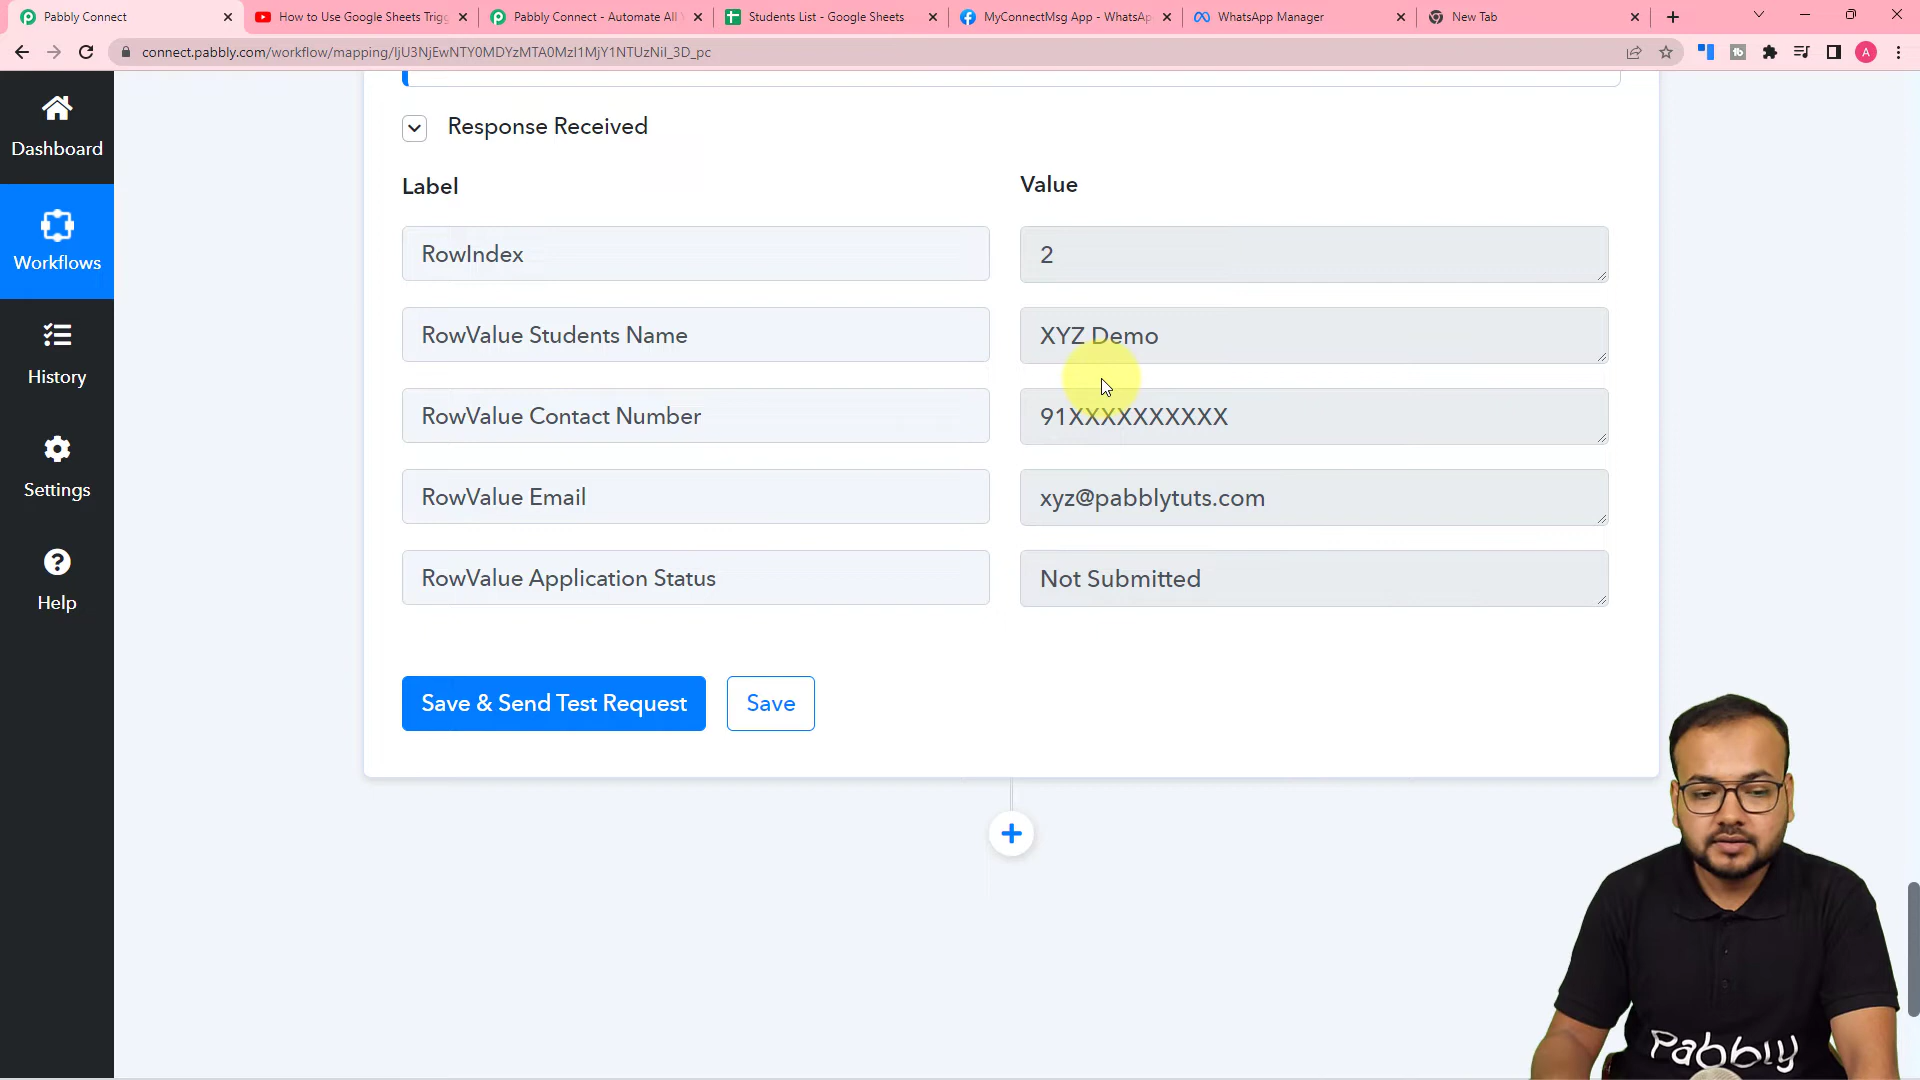 Pabbly Connect
How to Use Google Sheets Trigg
Pabbly Connect - Automate All Y
Students List - Google Sheets
MyConnectMsg App - WhatsAp
WhatsApp Manager
New Tab
connect.pabbly.com/workflow/mapping/IjU3NjEwNTY0MDYzMTA0MzI1MjY1NTUzNiI_3D_pc
A
Dashboard
Workflows
History
Settings
Help
Response Received
Label
Value
RowIndex
2
RowValue Students Name
XYZ Demo
RowValue Contact Number
91XXXXXXXXXX
RowValue Email
xyz@pabblytuts.com
RowValue Application Status
Not Submitted
Save & Send Test Request
Save
Pabbly